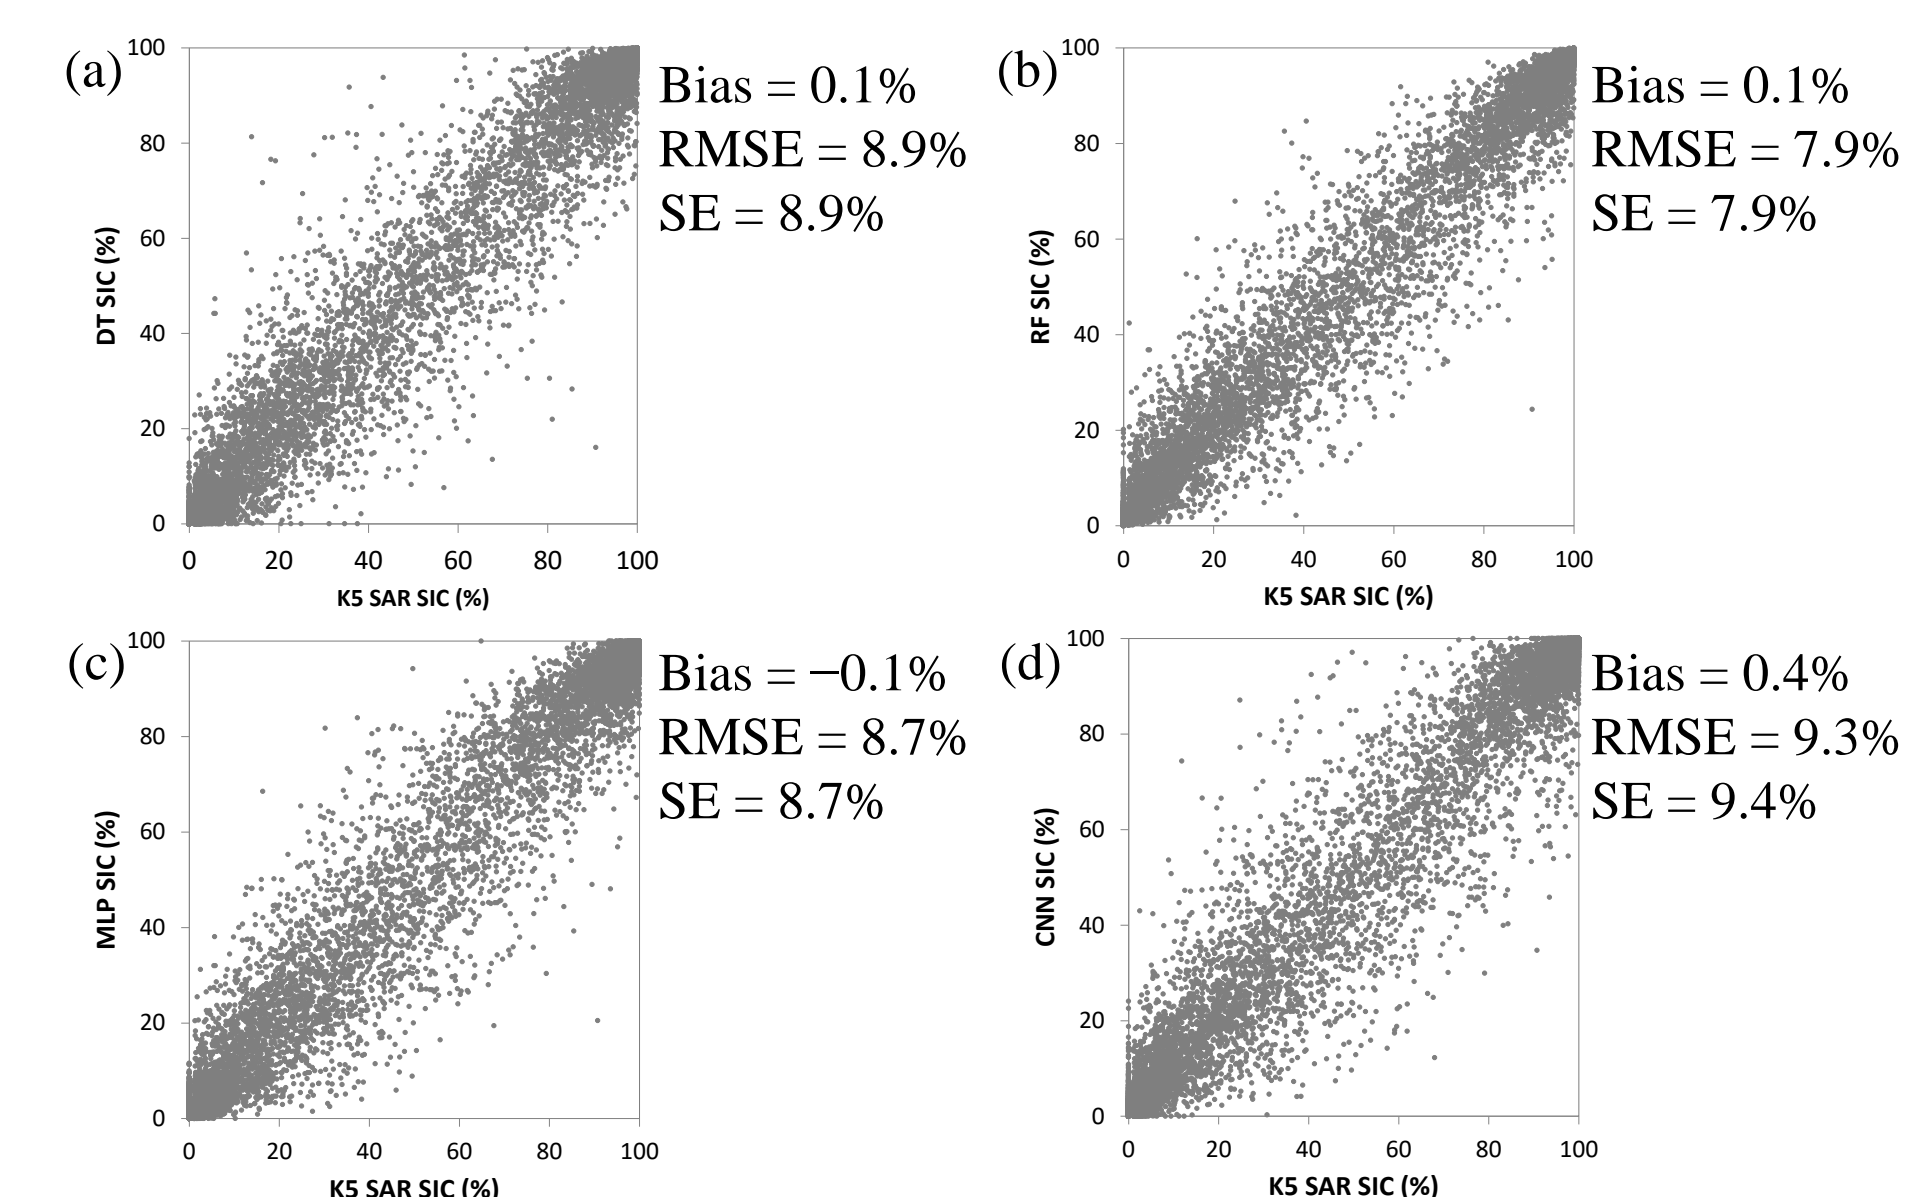 (a)
Bias = 0.1%
RMSE = 8.9%
SE = 8.9%
DT SIC (%)
100
80
60
40
20
0
0 20 40 60 80 100
K5 SAR SIC (%)
(b)
Bias = 0.1%
RMSE = 7.9%
SE = 7.9%
RF SIC (%)
100
80
60
40
20
0
0 20 40 60 80 100
K5 SAR SIC (%)
(c)
Bias = −0.1%
RMSE = 8.7%
SE = 8.7%
MLP SIC (%)
100
80
60
40
20
0
0 20 40 60 80 100
K5 SAR SIC (%)
(d)
Bias = 0.4%
RMSE = 9.3%
SE = 9.4%
CNN SIC (%)
100
80
60
40
20
0
0 20 40 60 80 100
K5 SAR SIC (%)